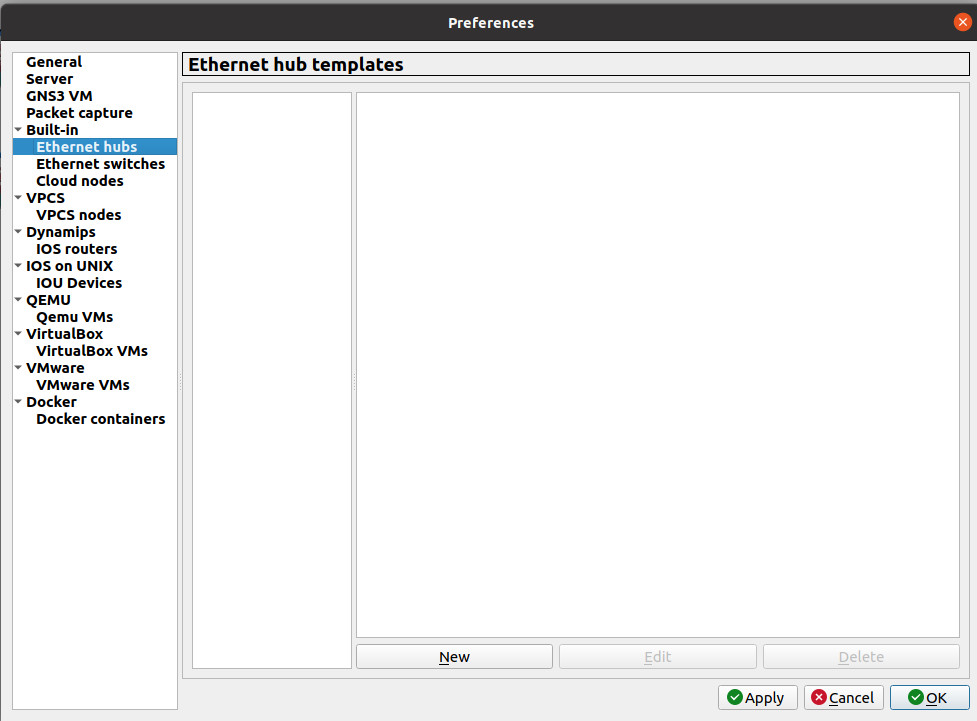 Preferences
General
Server
GNS3 VM
Packet capture
Built-in
Ethernet hubs
Ethernet switches
Cloud nodes
VPCS
VPCS nodes
Dynamips
IOS routers
IOS on UNIX
IOU Devices
QEMU
Qemu VMs
VirtualBox
VirtualBox VMs
VMware
VMware VMs
Docker
Docker containers
Ethernet hub templates
New Edit Delete
Apply Cancel OK